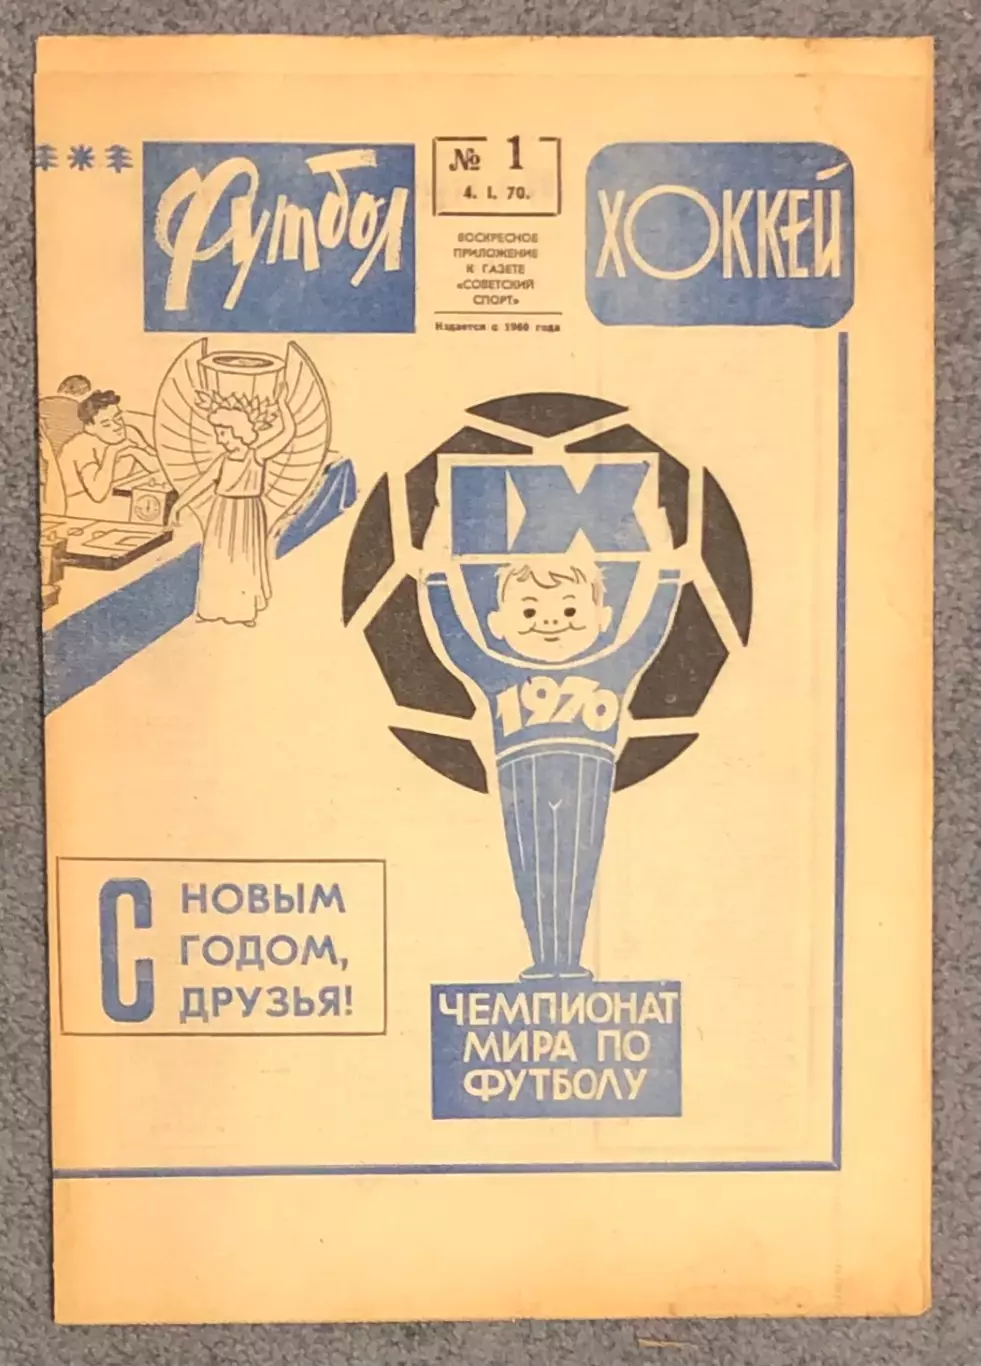 Футбол
№ 1
4. I. 70.
ВОСКРЕСНОЕ
ПРИЛОЖЕНИЕ
К ГАЗЕТЕ
«СОВЕТСКИЙ
СПОРТ»
Издается с 1960 года
ХОККЕЙ
IX
1970
С НОВЫМ
ГОДОМ,
ДРУЗЬЯ!
ЧЕМПИОНАТ
МИРА ПО
ФУТБОЛУ